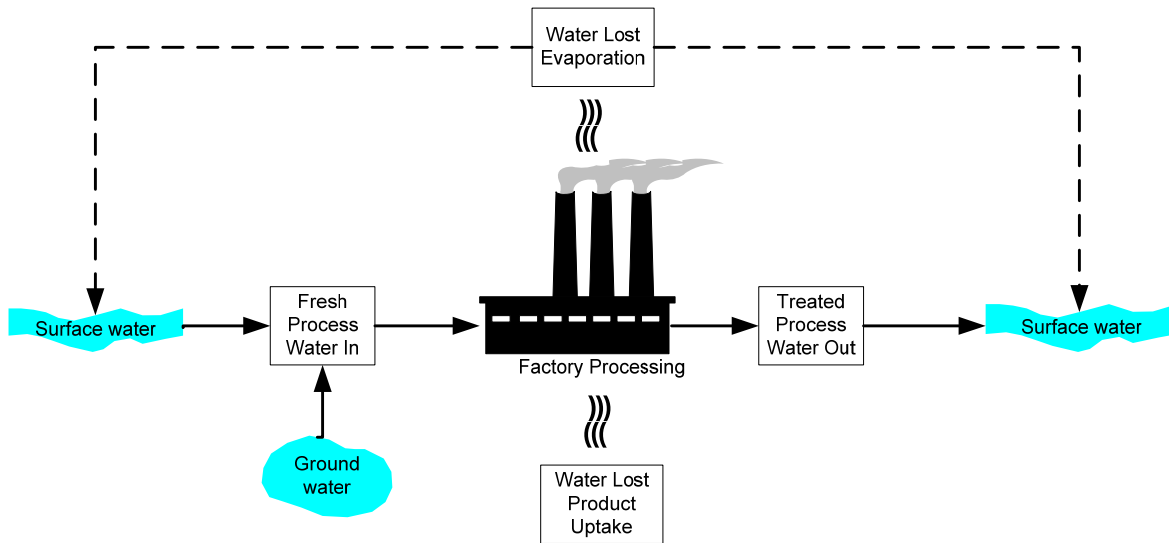 Water Lost
Evaporation
Surface water
Fresh
Process
Water In
Factory Processing
Treated
Process
Water Out
Surface water
Ground
water
Water Lost
Product
Uptake